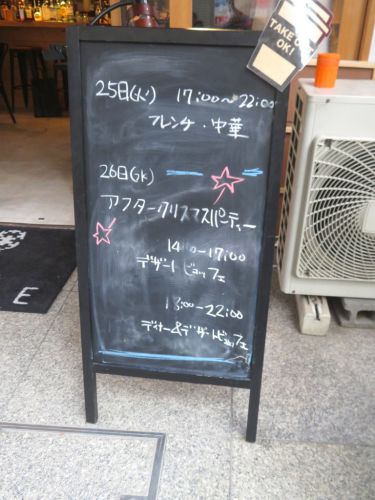 TAKE OUT
OK!
25日(火) 17:00~22:00
フレンチ・中華
26日(水)
アフタークリスマスパーティー
14:00-17:00
デザートビュッフェ
18:00-22:00
ディナー&デザートビュッフェ
E